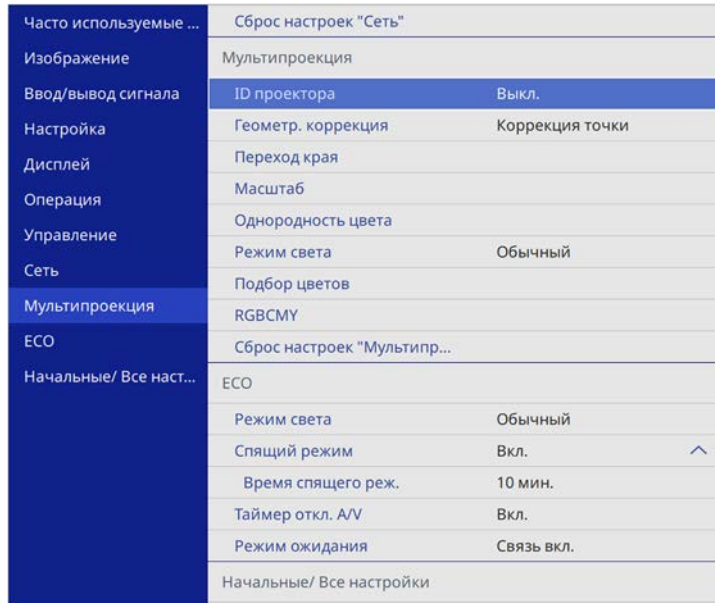 Часто используемые ...
Изображение
Ввод/вывод сигнала
Настройка
Дисплей
Операция
Управление
Сеть
Мультипроекция
ECO
Начальные/ Все наст...
Сброс настроек "Сеть"
Мультипроекция
ID проектора Выкл.
Геометр. коррекция Коррекция точки
Переход края
Масштаб
Однородность цвета
Режим света Обычный
Подбор цветов
RGBCMY
Сброс настроек "Мультипр...
ECO
Режим света Обычный
Спящий режим Вкл.
Время спящего реж. 10 мин.
Таймер откл. A/V Вкл.
Режим ожидания Связь вкл.
Начальные/ Все настройки